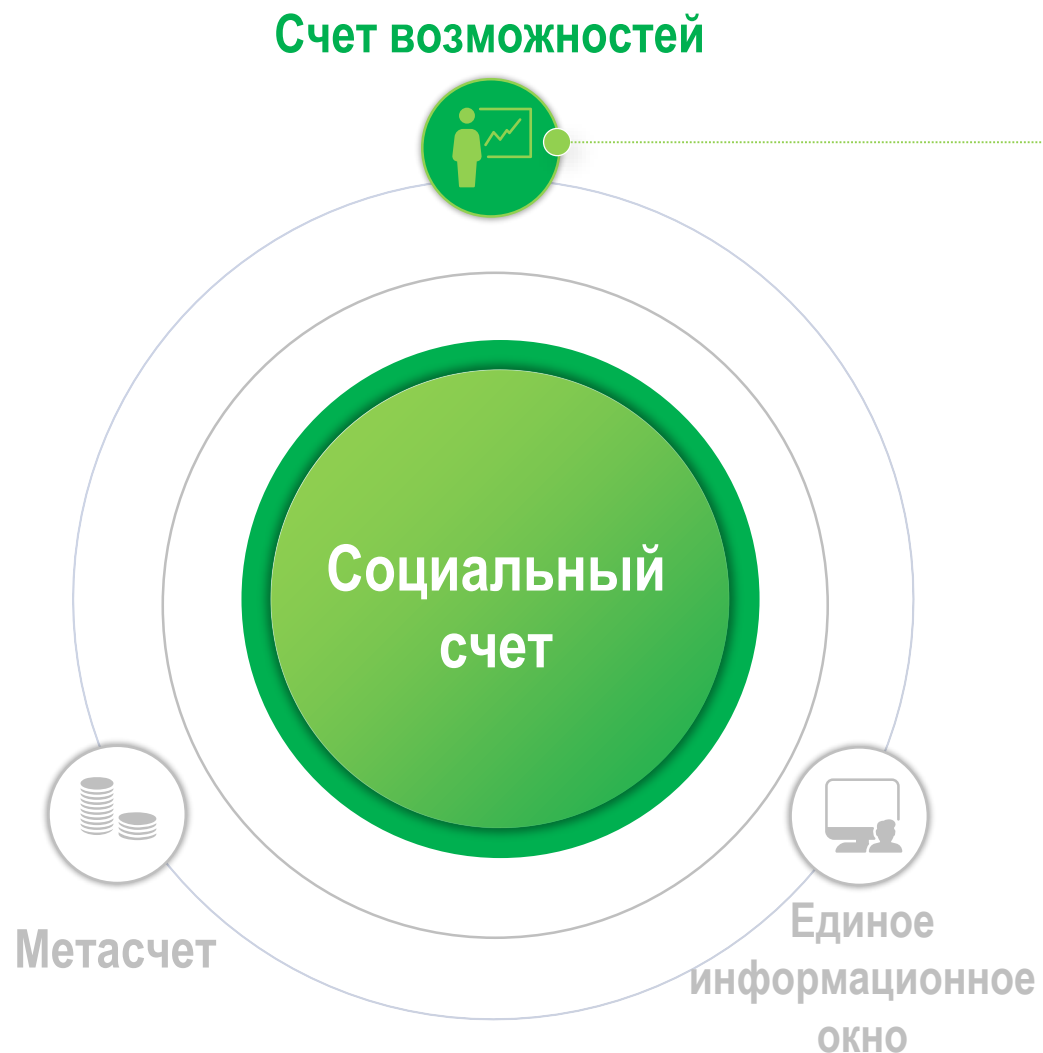 Счет возможностей
Социальный
счет
Метасчет
Единое
информационное
окно